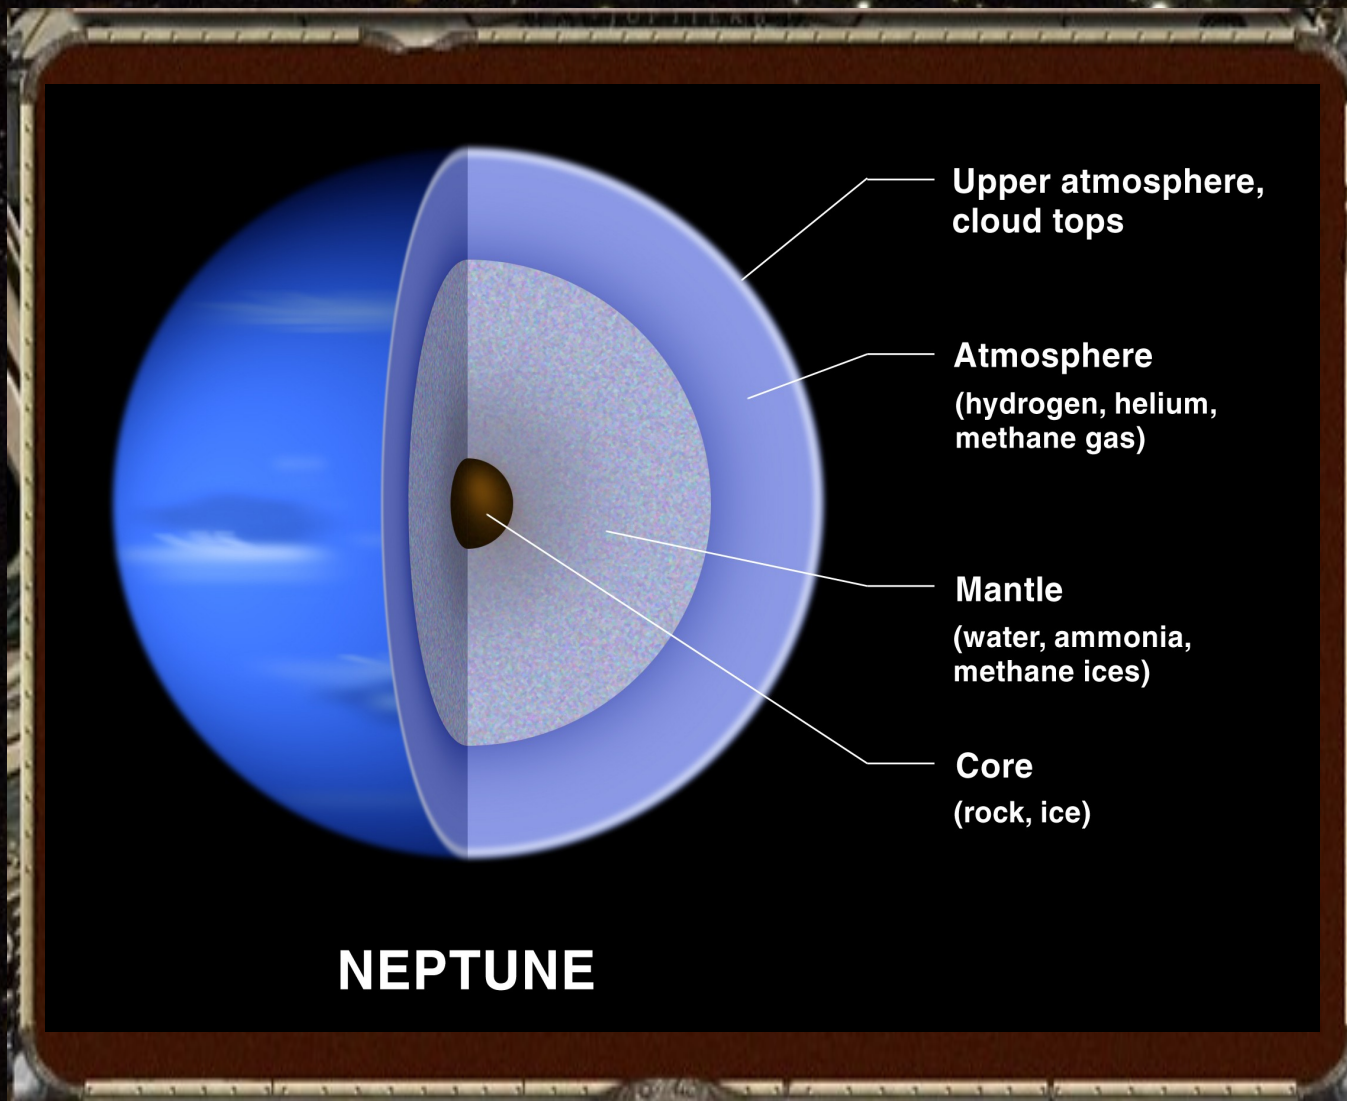 Upper atmosphere,
cloud tops
Atmosphere
(hydrogen, helium,
methane gas)
Mantle
(water, ammonia,
methane ices)
Core
(rock, ice)
NEPTUNE